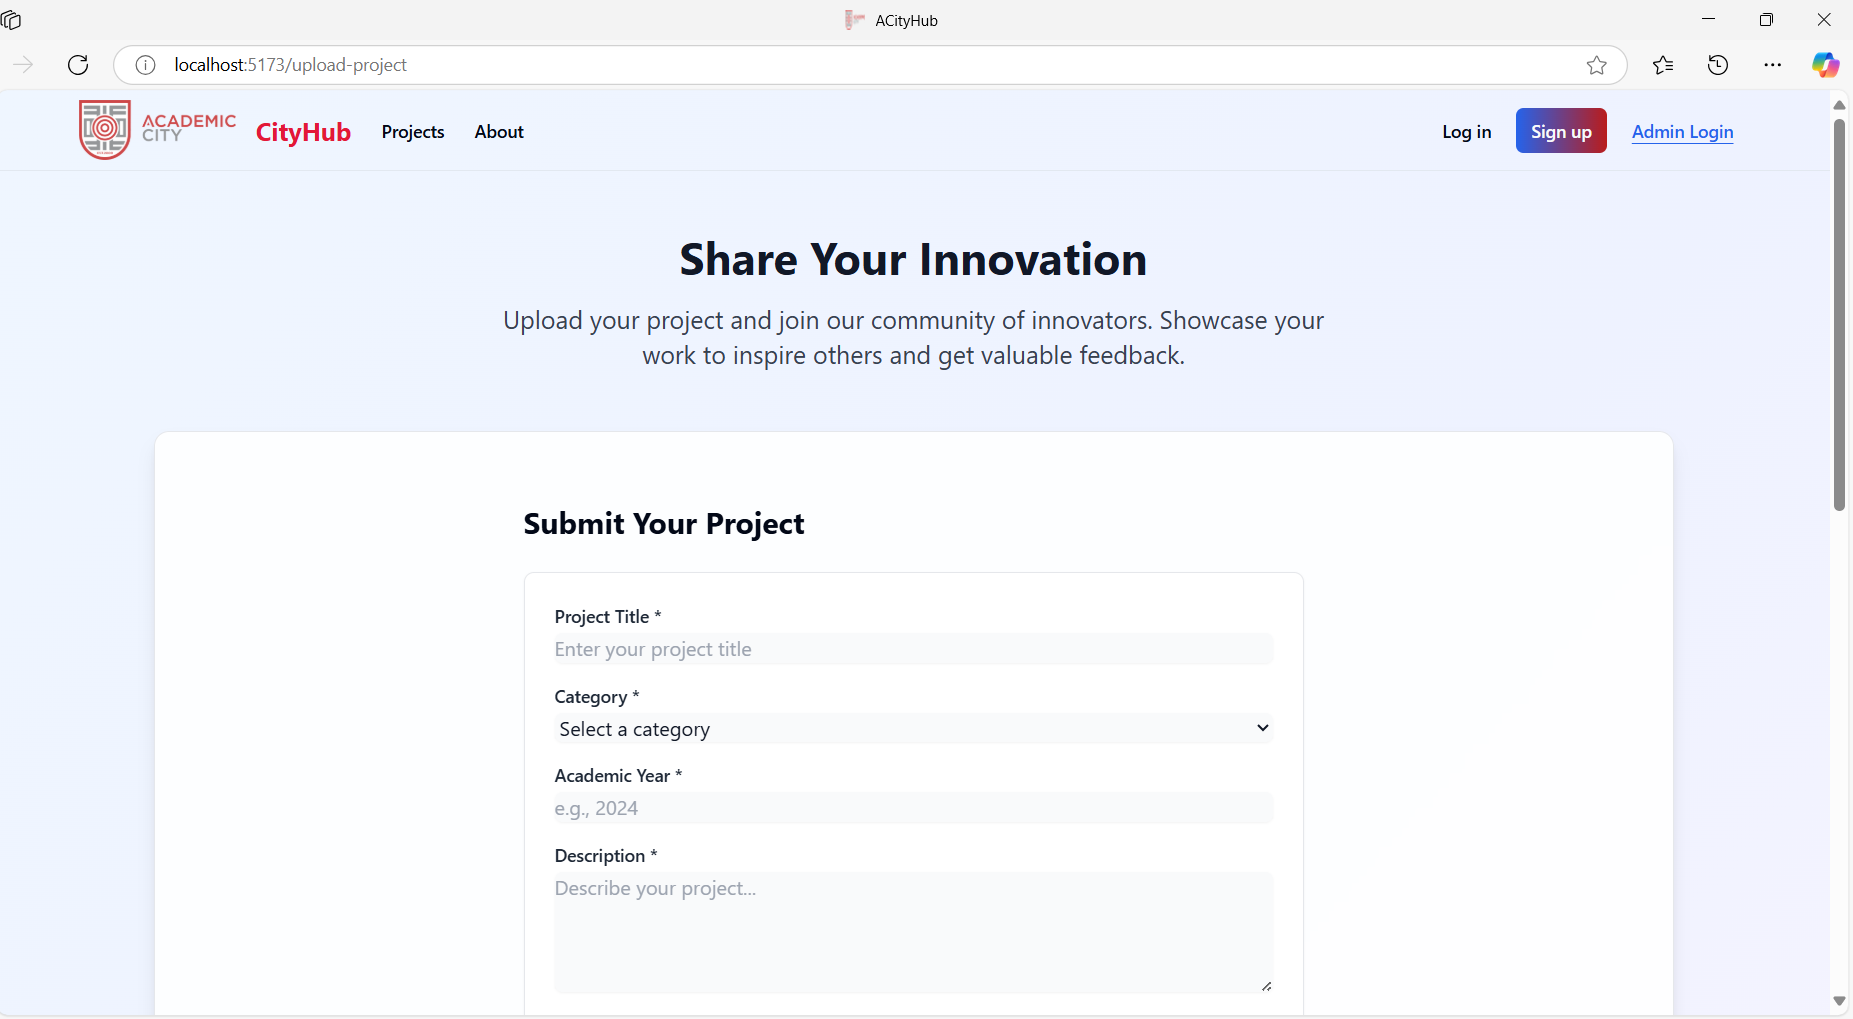 ACityHub
localhost:5173/upload-project
ACADEMIC
CITY
CityHub
Projects
About
Log in
Sign up
Admin Login
Share Your Innovation
Upload your project and join our community of innovators. Showcase your
work to inspire others and get valuable feedback.
Submit Your Project
Project Title *
Enter your project title
Category *
Select a category
Academic Year *
e.g., 2024
Description *
Describe your project...